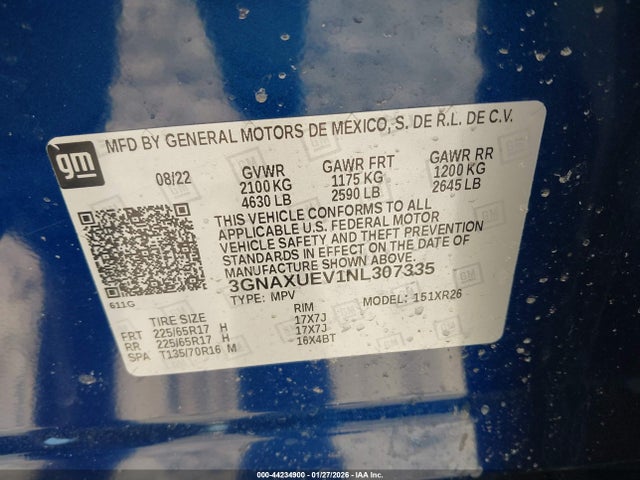 gm
MFD BY GENERAL MOTORS DE MÉXICO, S. DE R.L. DE C.V.
08/22 GVWR GAWR FRT GAWR RR
2100 KG 1175 KG 1200 KG
4630 LB 2590 LB 2645 LB
THIS VEHICLE CONFORMS TO ALL
APPLICABLE U.S. FEDERAL MOTOR
VEHICLE SAFETY AND THEFT PREVENTION
STANDARDS IN EFFECT ON THE DATE OF
MANUFACTURE SHOWN ABOVE.
3GNAXUEV1NL307335
611G
TYPE: MPV MODEL: 151XR26
TIRE SIZE RIM
FRT 225/65R17 H 17X7J
RR 225/65R17 H 17X7J
SPA T135/70R16 M 16X4BT
000-44234900 - 01/27/2026 - IAA, Inc.